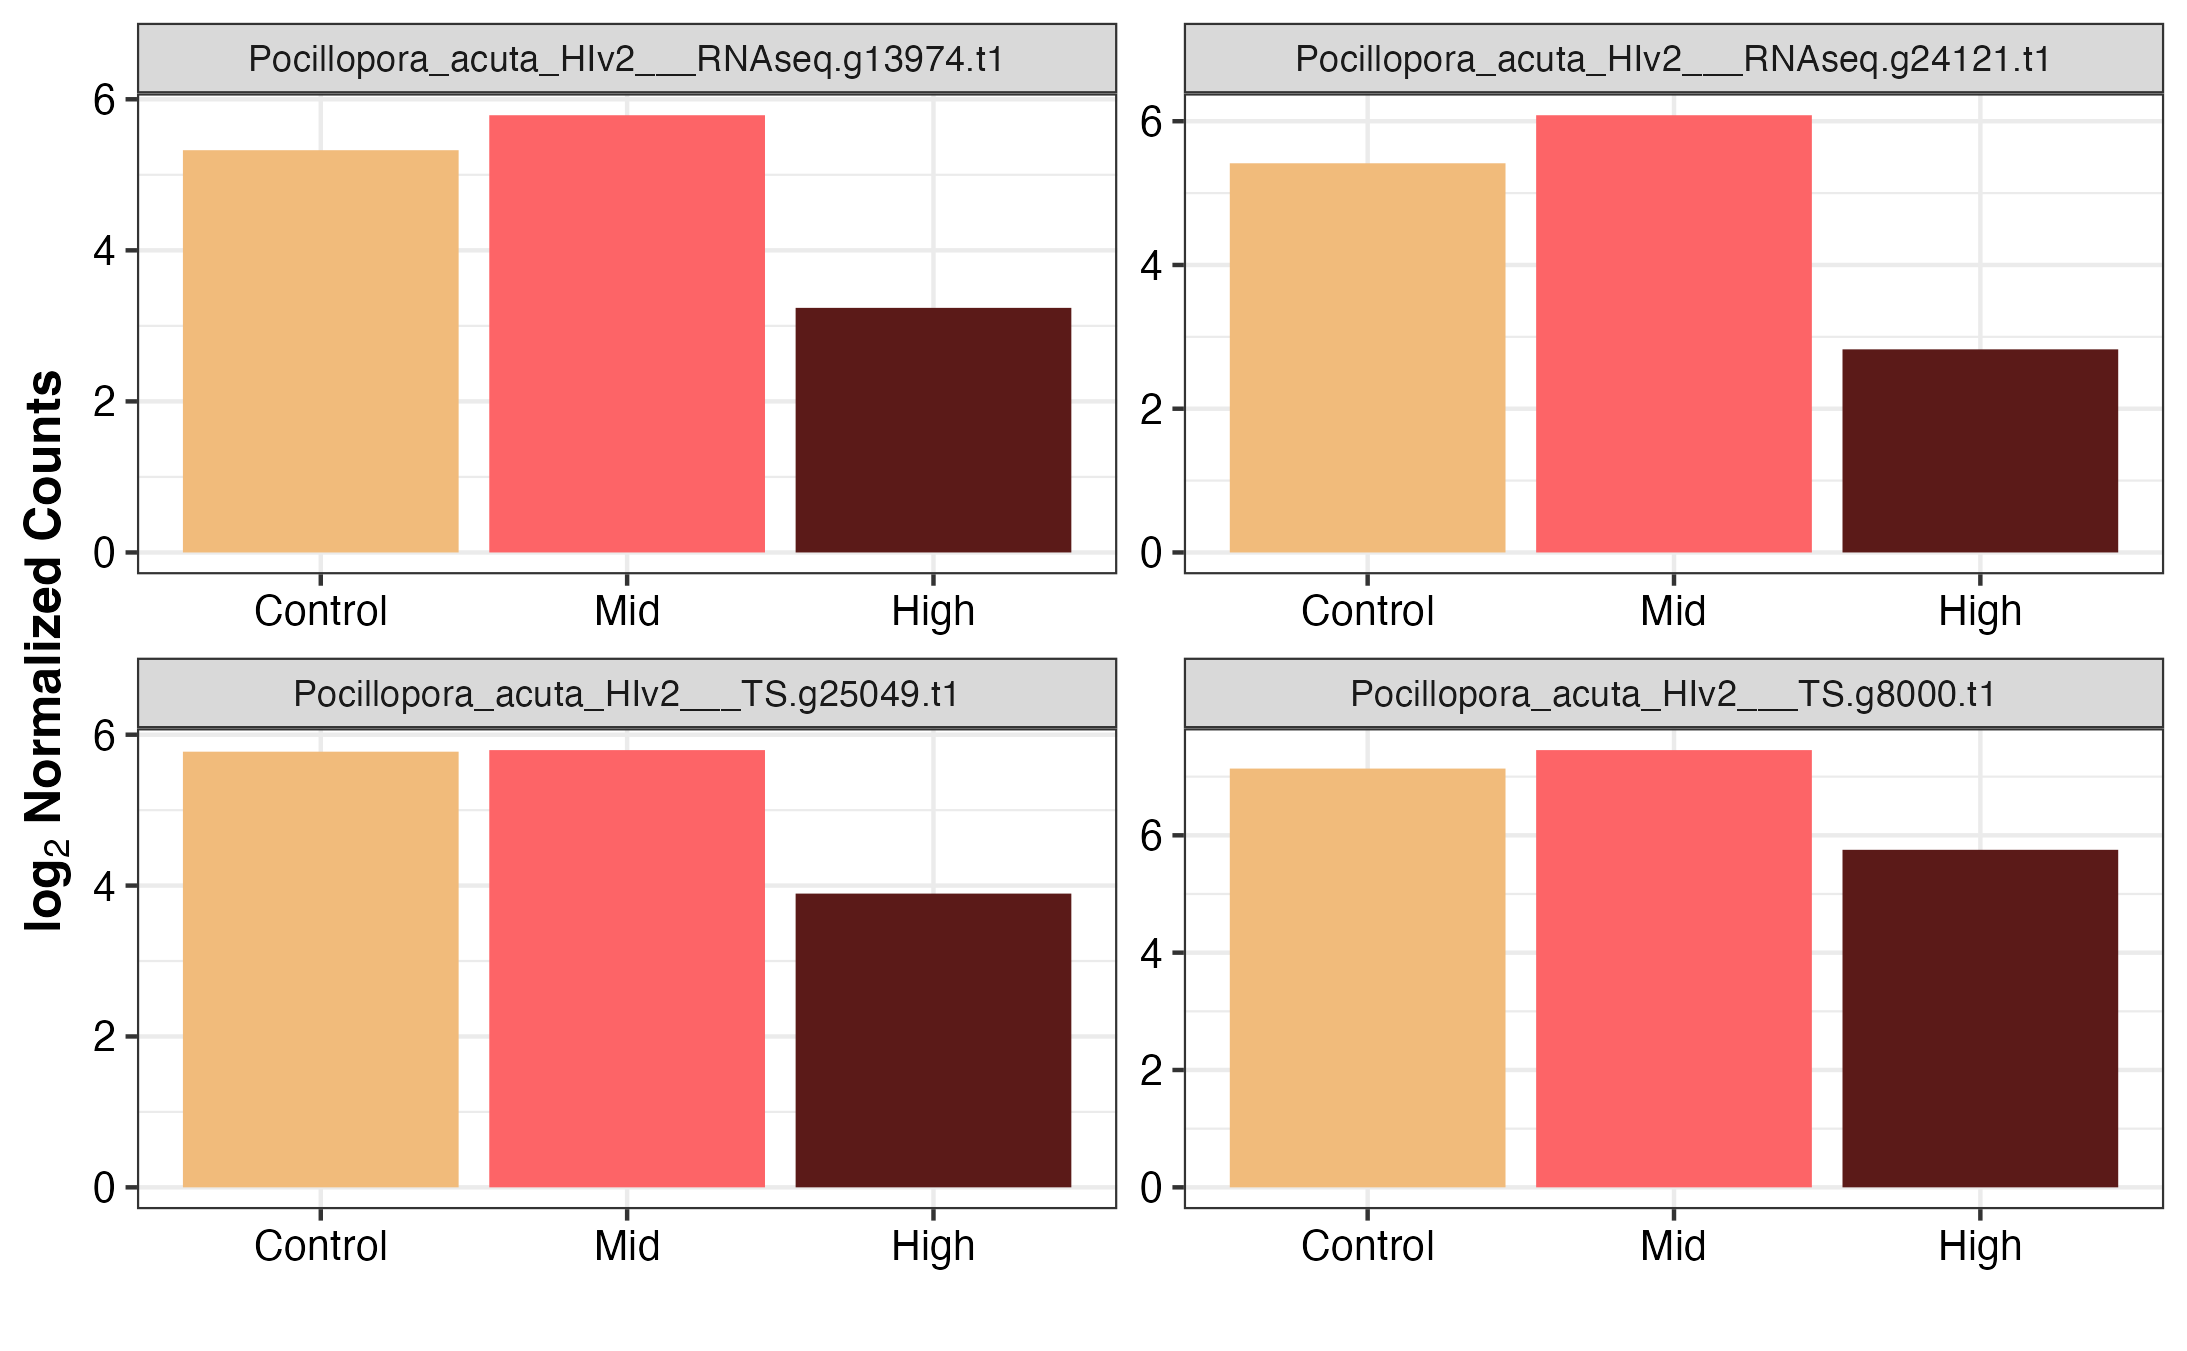 Pocillopora_acuta_HIv2___RNAseq.g13974.t1
6
4
2
0
Control Mid High
Pocillopora_acuta_HIv2___RNAseq.g24121.t1
6
4
2
0
Control Mid High
log₂ Normalized Counts
Pocillopora_acuta_HIv2___TS.g25049.t1
6
4
2
0
Control Mid High
Pocillopora_acuta_HIv2___TS.g8000.t1
6
4
2
0
Control Mid High